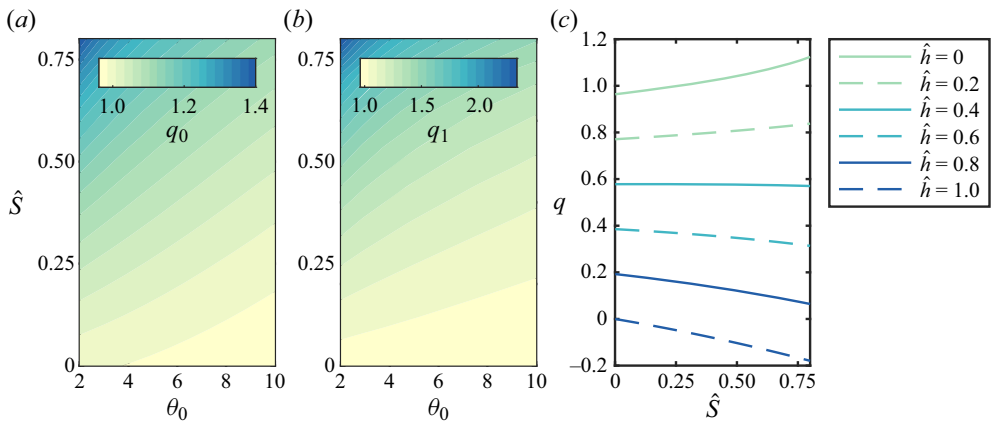 (a)
0.75
0.50
0.25
0
Ŝ
1.0 1.2 1.4
q₀
2 4 6 8 10
θ₀
(b)
0.75
0.50
0.25
0
1.0 1.5 2.0
q₁
2 4 6 8 10
θ₀
(c)
1.2
1.0
0.8
0.6
0.4
0.2
0
−0.2
q
0 0.25 0.50 0.75
Ŝ
ĥ = 0
ĥ = 0.2
ĥ = 0.4
ĥ = 0.6
ĥ = 0.8
ĥ = 1.0